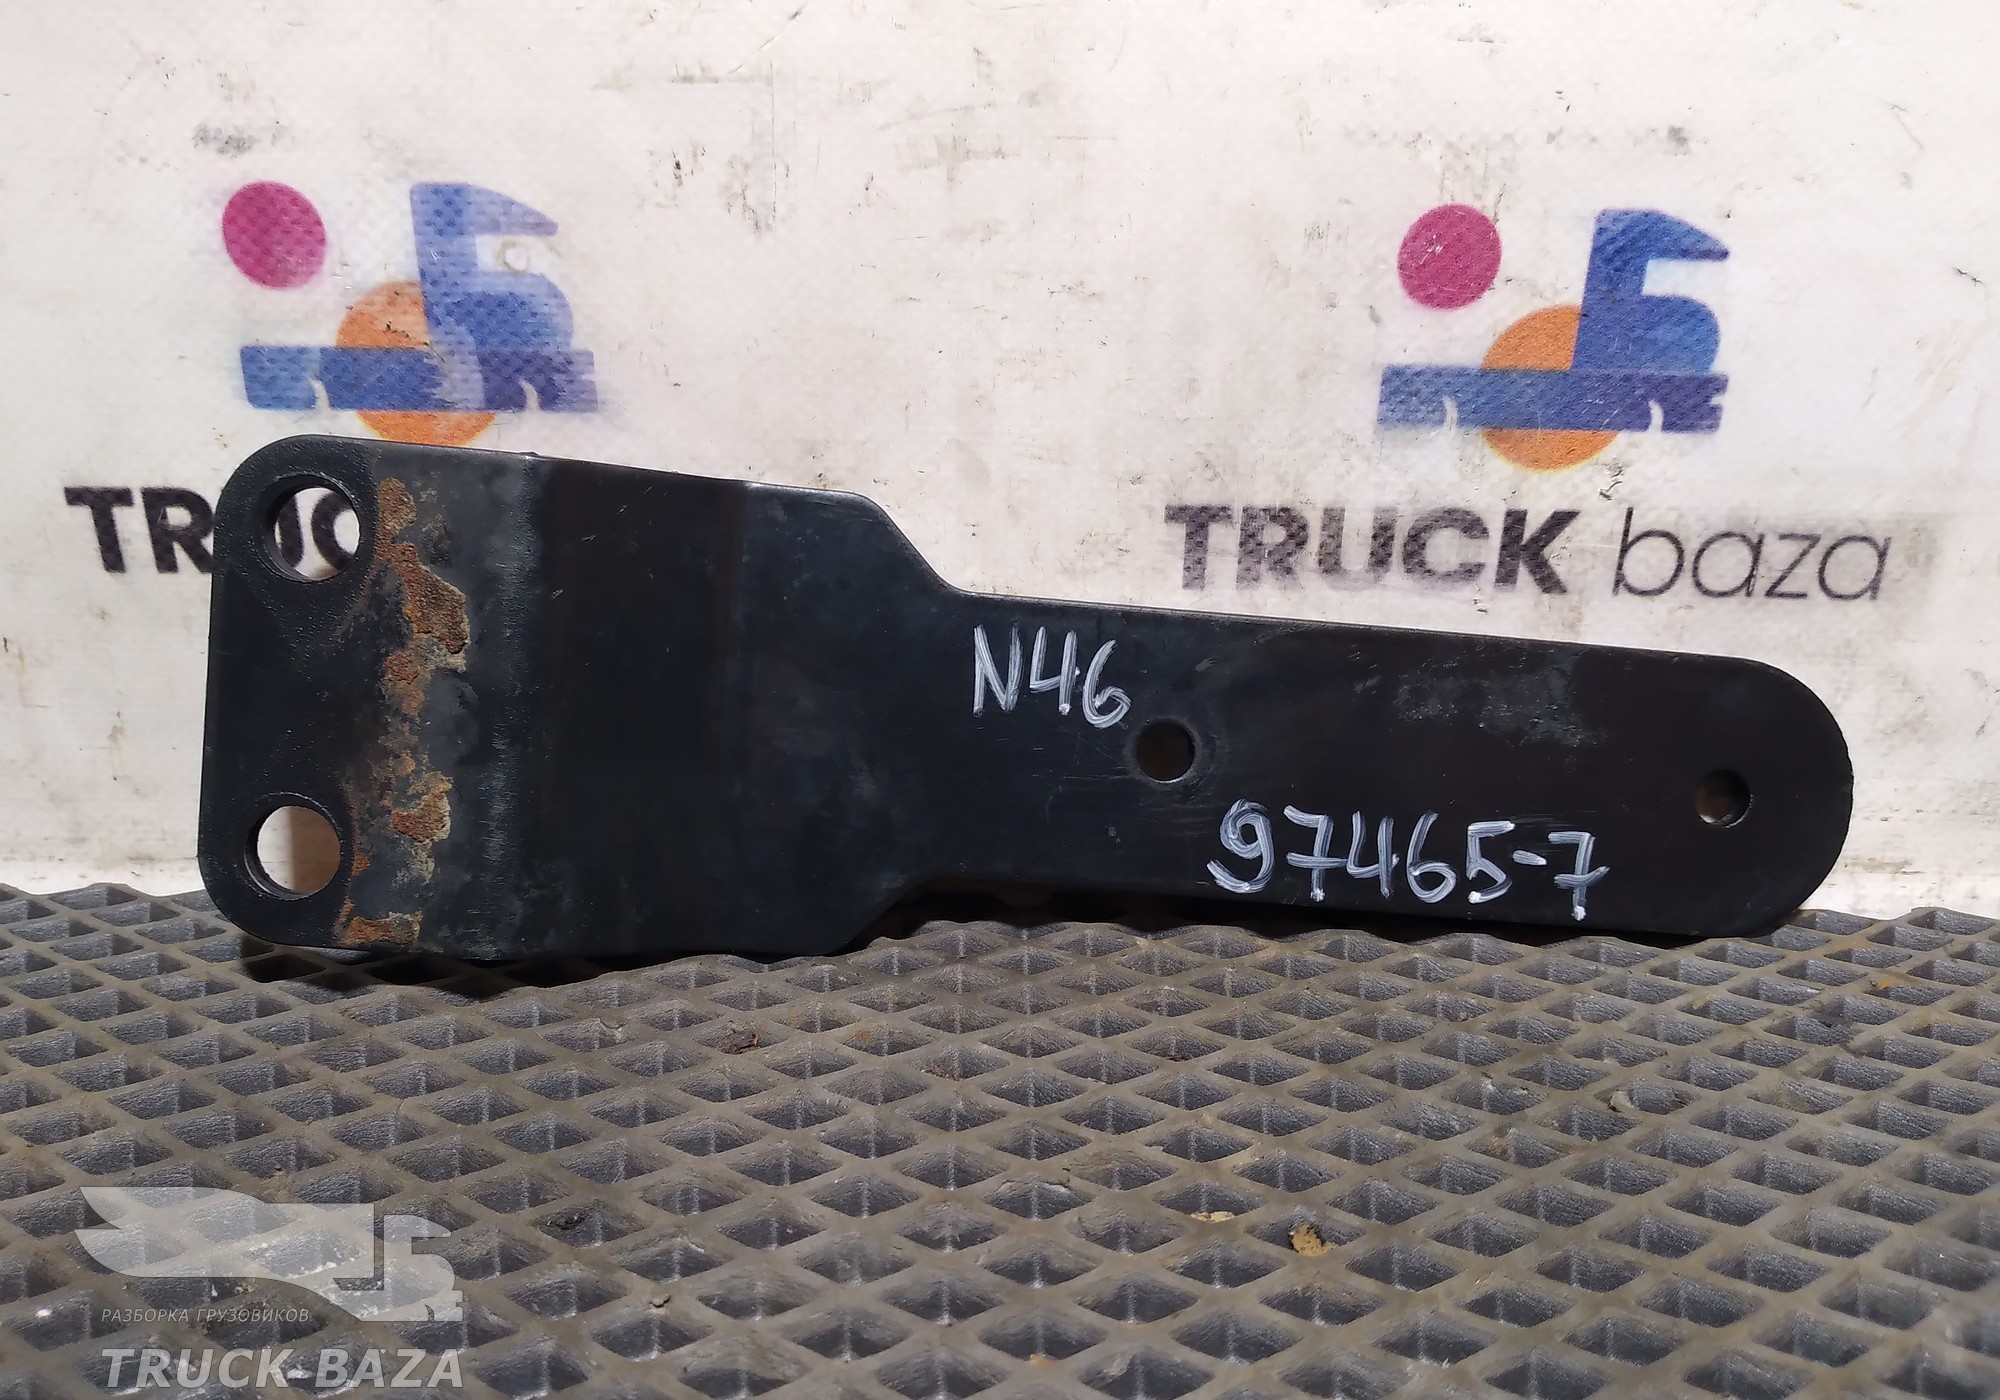 TRUC
TRUCK baza
N46
97465-7
РАЗБОРКА ГРУЗОВИКОВ
TRUCK BAZA